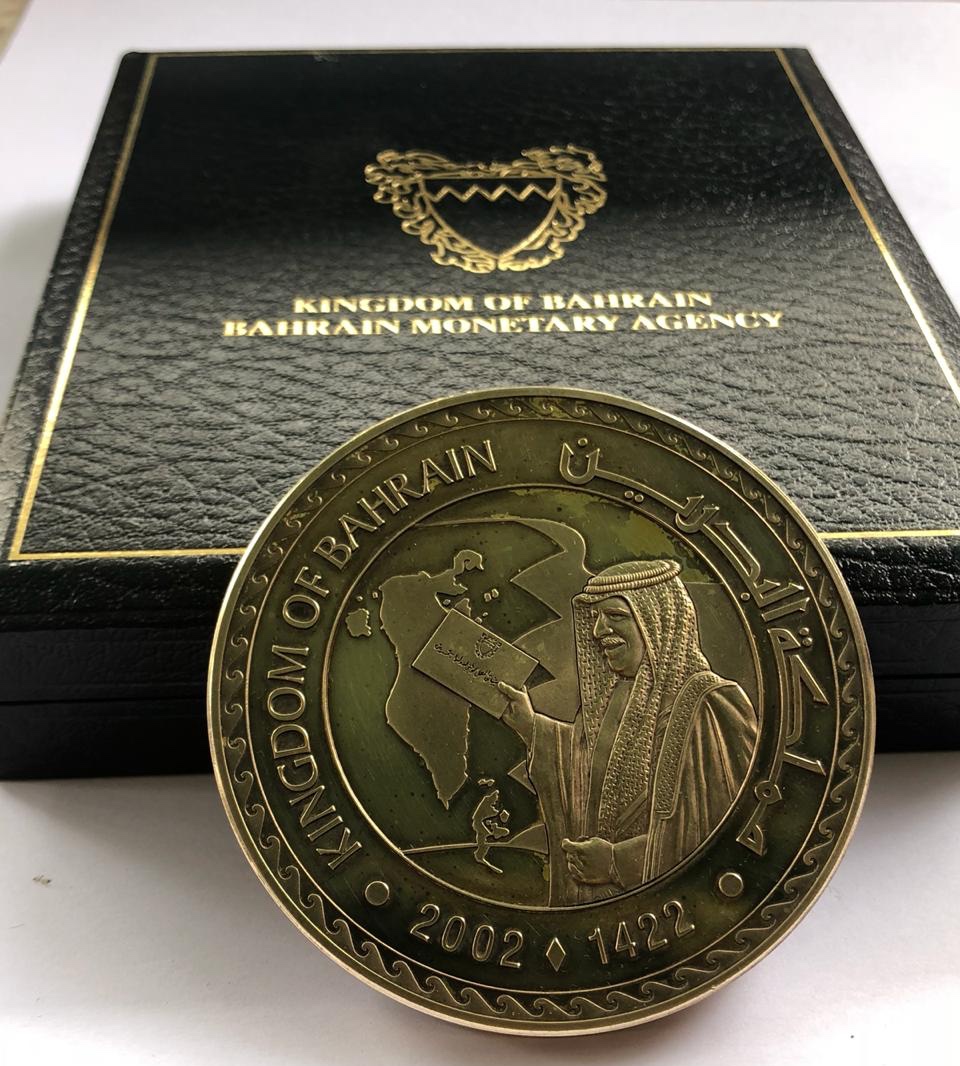 KINGDOM OF BAHRAIN
BAHRAIN MONETARY AGENCY
KINGDOM OF BAHRAIN
مملكة البحرين
2002 ♦ 1422